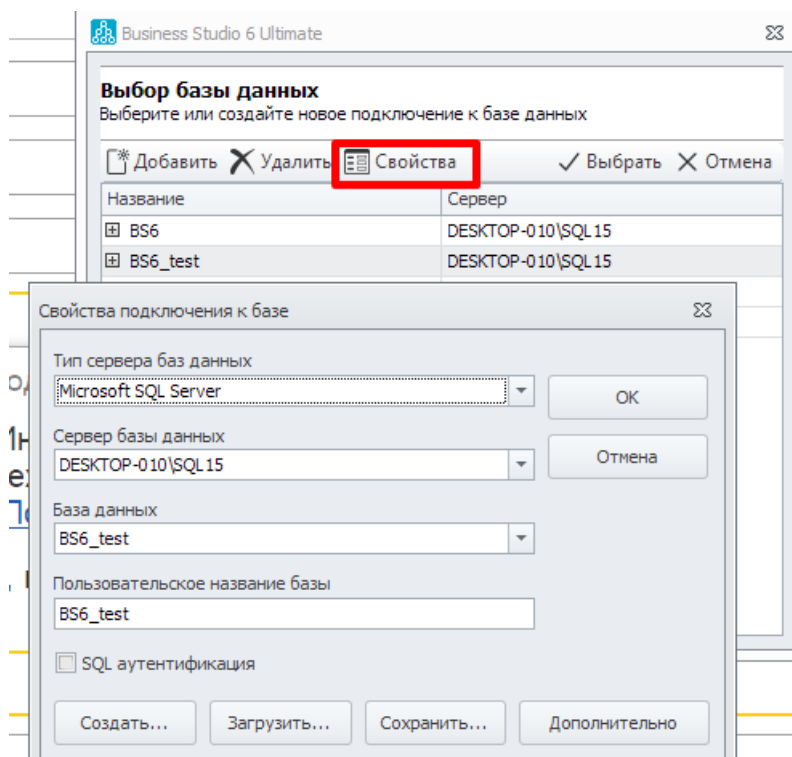 Business Studio 6 Ultimate
Выбор базы данных
Выберите или создайте новое подключение к базе данных
Добавить Удалить Свойства Выбрать Отмена
Название Сервер
BS6 DESKTOP-010\SQL15
BS6_test DESKTOP-010\SQL15
Свойства подключения к базе
Тип сервера баз данных
Microsoft SQL Server
OK
Сервер базы данных
Отмена
DESKTOP-010\SQL15
База данных
BS6_test
Пользовательское название базы
BS6_test
SQL аутентификация
Создать... Загрузить... Сохранить... Дополнительно